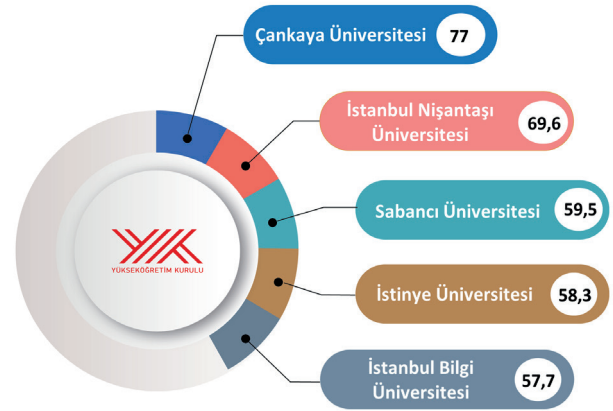 Çankaya Üniversitesi 77
İstanbul Nişantaşı
Üniversitesi
69,6
Sabancı Üniversitesi 59,5
YÜKSEKÖĞRETİM KURULU
İstinye Üniversitesi 58,3
İstanbul Bilgi
Üniversitesi
57,7